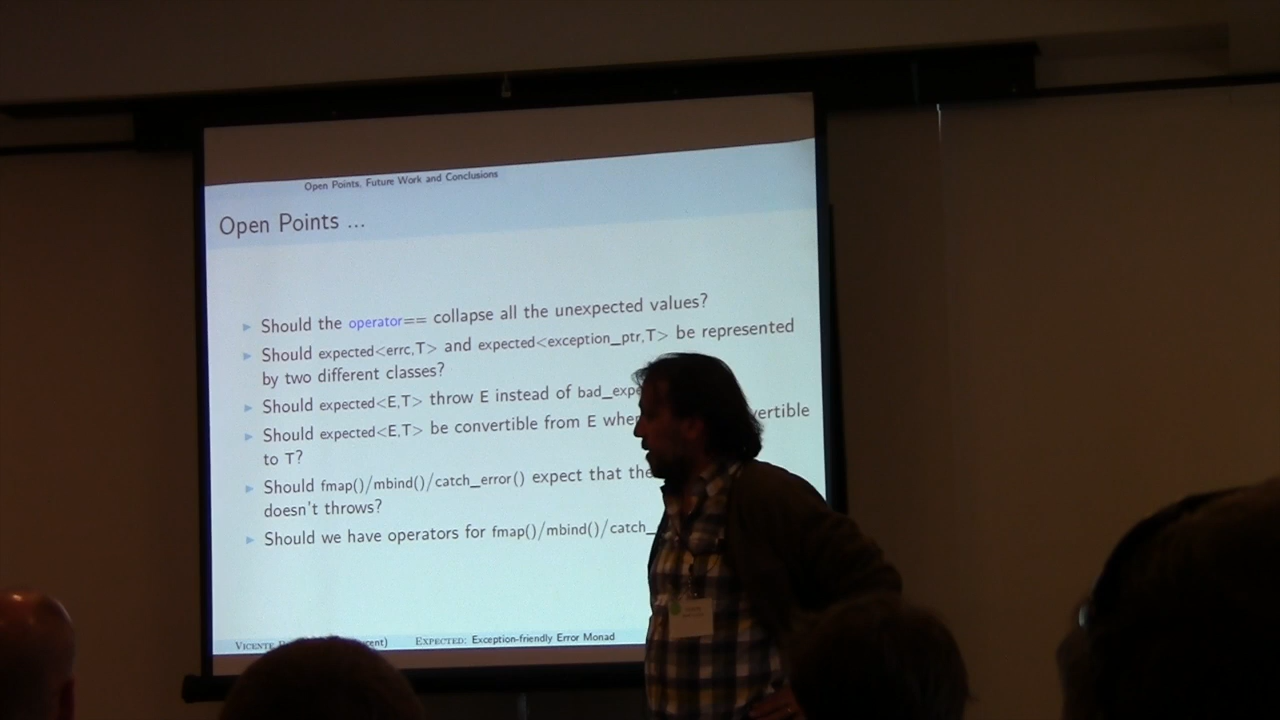 Open Points, Future Work and Conclusions
Open Points ...
Should the operator== collapse all the unexpected values?
Should expected<errc,T> and expected<exception_ptr,T> be represented
by two different classes?
Should expected<E,T> throw E instead of bad_expe
Should expected<E,T> be convertible from E when vertible
to T?
Should fmap()/mbind()/catch_error() expect that the
doesn't throws?
Should we have operators for fmap()/mbind()/catch_
VICENTE ent) EXPECTED: Exception-friendly Error Monad